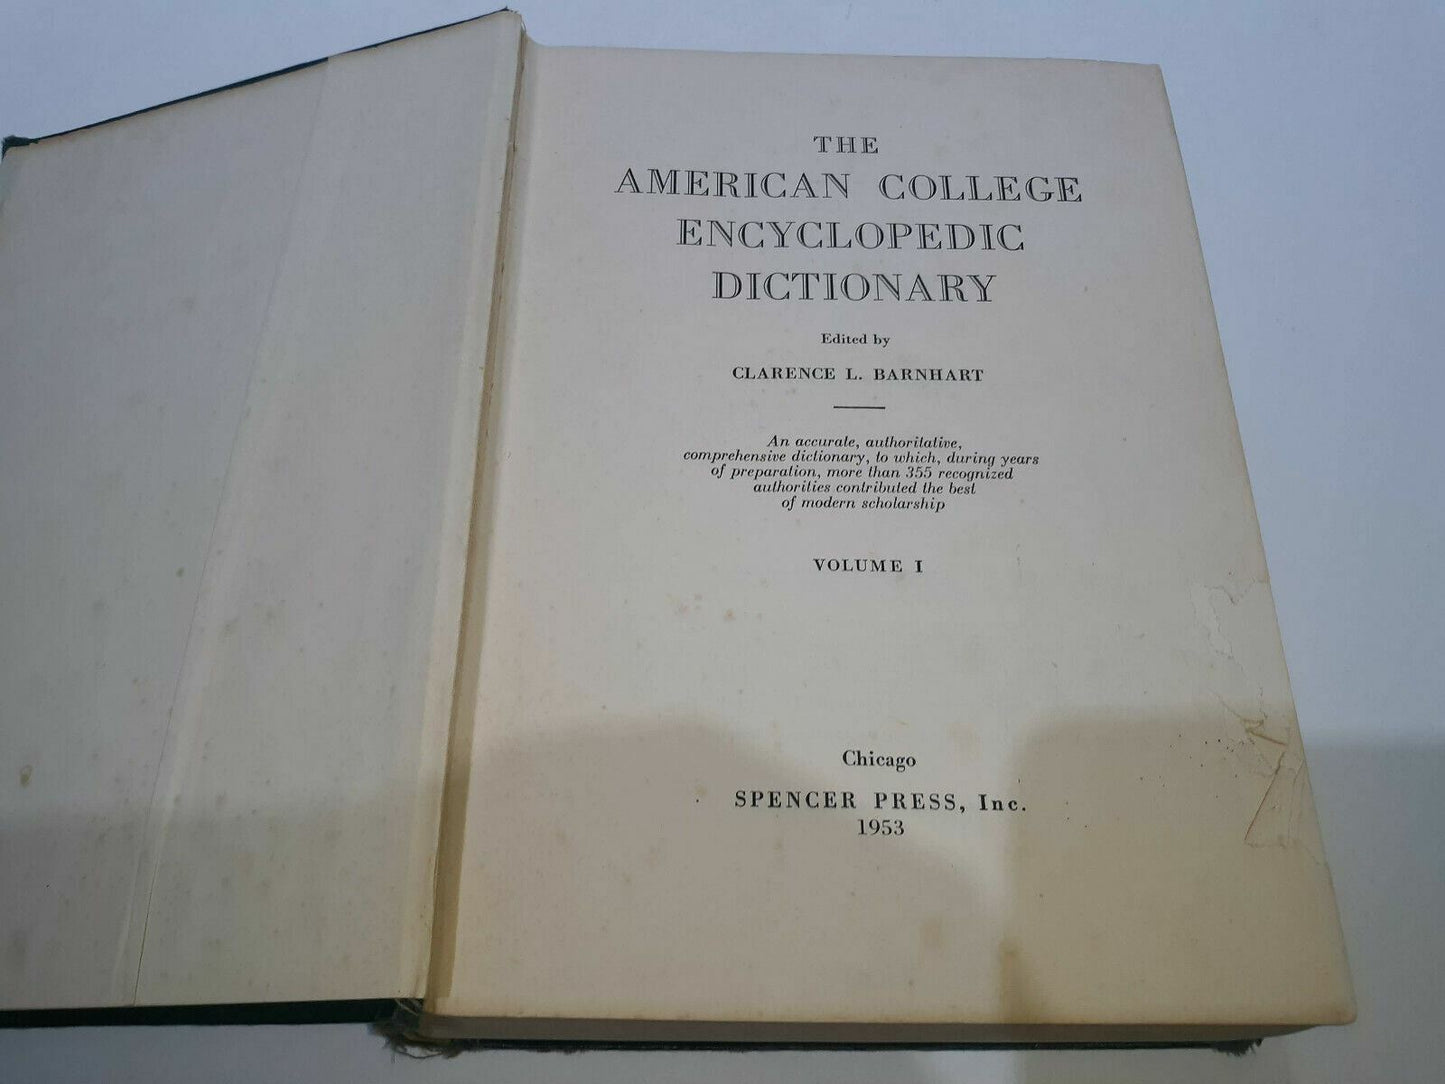 THE
AMERICAN COLLEGE
ENCYCLOPEDIC
DICTIONARY
Edited by
CLARENCE L. BARNHART
An accurate, authoritative,
comprehensive dictionary, to which, during years
of preparation, more than 355 recognized
authorities contributed the best
of modern scholarship
VOLUME I
Chicago
SPENCER PRESS, Inc.
1953